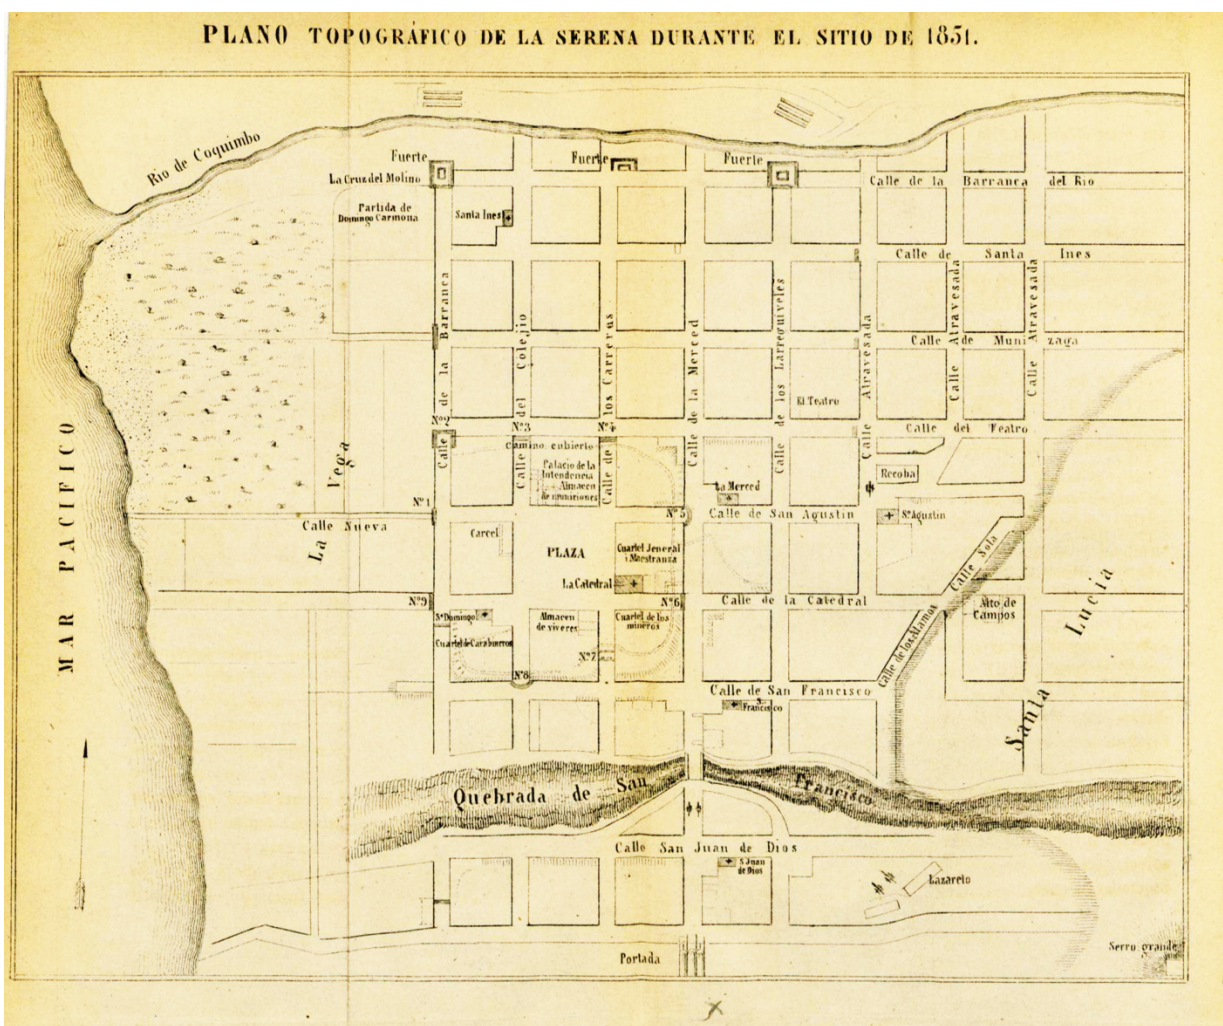 PLANO TOPOGRÁFICO DE LA SERENA DURANTE EL SITIO DE 1851.
Rio de Coquimbo
Fuerte
Fuerte
Fuerte
La Cruz del Molino
Calle de la Barranca del Rio
Partida de
Domingo Carmona
Santa Ines
Calle de Santa Ines
Calle de la Barranca
Calle del Colejio
Calle de los Carreras
Calle de la Merced
Calle de los Larreguiveles
Calle Atravesada
Calle Atravesada
Calle Atravesada
Calle de Munizaga
El Teatro
Nº2
Nº3
Nº4
Calle del Teatro
Camino cubierto
Palacio de la
Intendencia
Almacen
de municiones
La Merced
Recoba
Nº1
Nº5
Calle de San Agustin
Sn Agustin
Calle Nueva
La Vega
Carcel
PLAZA
Cuartel Jeneral
i Maestranza
La Catedral
Calle Sola
MAR PACIFICO
Nº9
Nº6
Calle de la Catedral
Alto de
Campos
Santa Lucia
Sto Domingo
Almacen
de viveres
Cuartel de los
mineros
Calle de los Alamos
Cuartel de Carabineros
Nº7
Nº8
Calle de San Francisco
S. Francisco
Quebrada de San Francisco
Calle San Juan de Dios
S Juan
de Dios
Lazareto
Portada
Serro grande